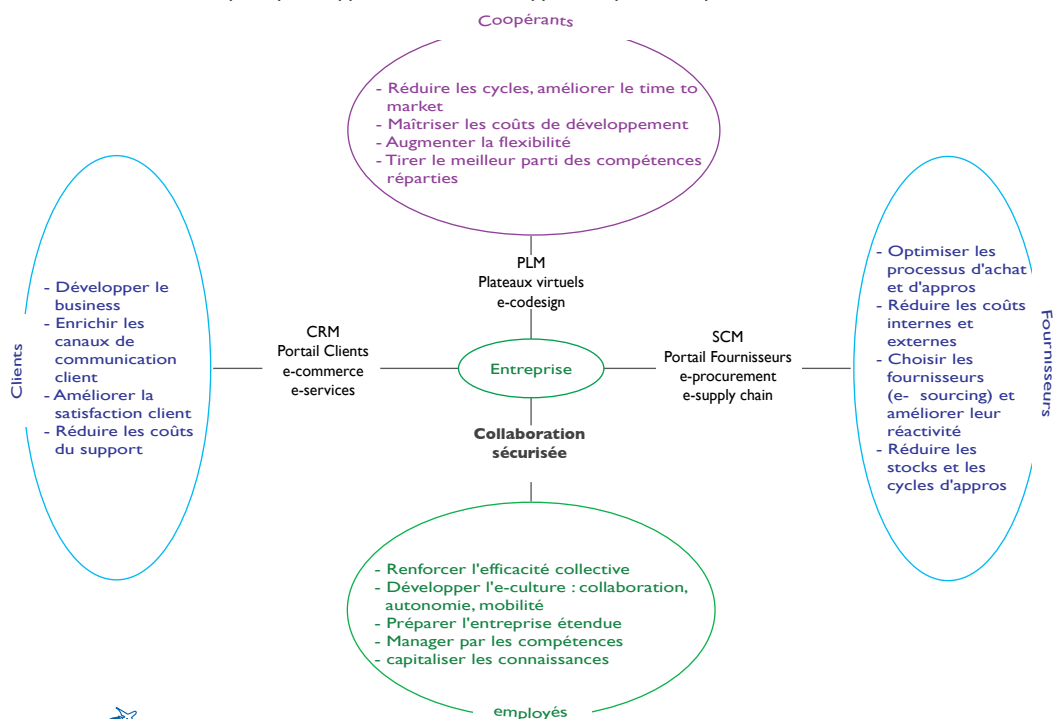 Coopérants
- Réduire les cycles, améliorer le time to
market
- Maîtriser les coûts de développement
- Augmenter la flexibilité
- Tirer le meilleur parti des compétences
réparties
PLM
Plateaux virtuels
e-codesign
Clients
- Développer le
business
- Enrichir les
canaux de
communication
client
- Améliorer la
satisfaction client
- Réduire les coûts
du support
CRM
Portail Clients
e-commerce
e-services
Entreprise
SCM
Portail Fournisseurs
e-procurement
e-supply chain
- Optimiser les
processus d'achat
et d'appros
- Réduire les coûts
internes et
externes
- Choisir les
fournisseurs
(e- sourcing) et
améliorer leur
réactivité
- Réduire les
stocks et les
cycles d'appros
Fournisseurs
Collaboration
sécurisée
- Renforcer l'efficacité collective
- Développer l'e-culture : collaboration,
autonomie, mobilité
- Préparer l'entreprise étendue
- Manager par les compétences
- capitaliser les connaissances
employés